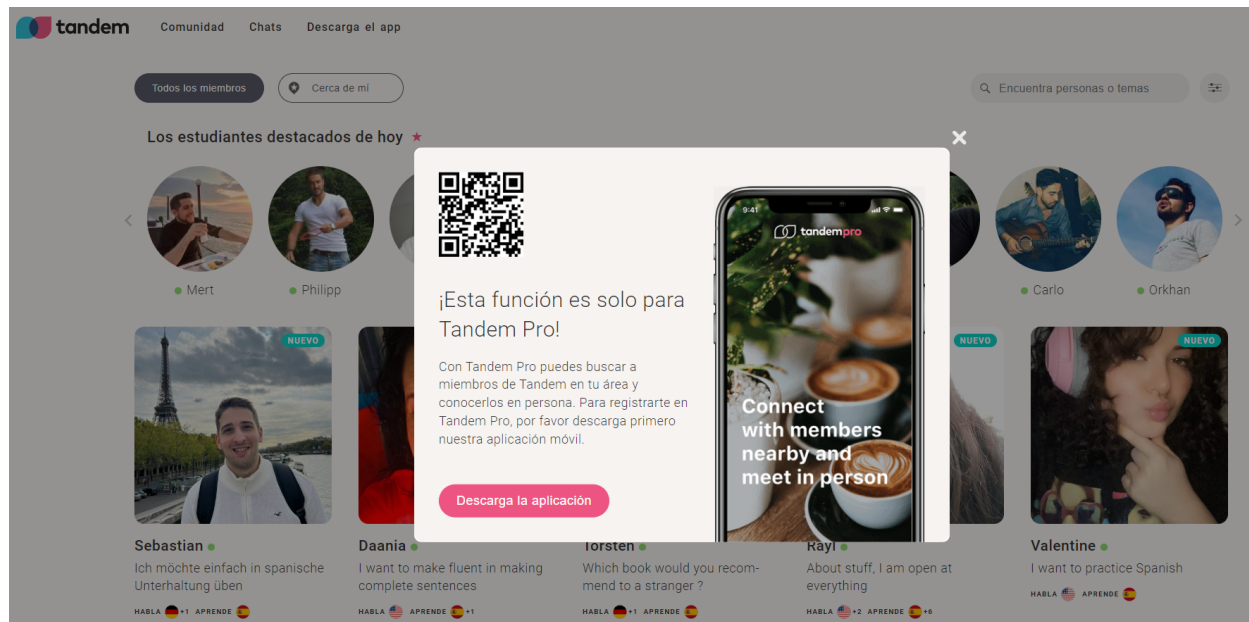 tandem
Comunidad
Chats
Descarga el app
Todos los miembros
Cerca de mí
Encuentra personas o temas
Los estudiantes destacados de hoy
Mert
Philipp
Carlo
Orkhan
¡Esta función es solo para
Tandem Pro!
Con Tandem Pro puedes buscar a
miembros de Tandem en tu área y
conocerlos en persona. Para registrarte en
Tandem Pro, por favor descarga primero
nuestra aplicación móvil.
Descarga la aplicación
9:41
tandempro
Connect
with members
nearby and
meet in person
NUEVO
NUEVO
NUEVO
Sebastian
Ich möchte einfach in spanische
Unterhaltung üben
HABLA +1 APRENDE
Daania
I want to make fluent in making
complete sentences
HABLA APRENDE +1
Torsten
Which book would you recom-
mend to a stranger ?
HABLA +1 APRENDE
Rayl
About stuff, I am open at
everything
HABLA +2 APRENDE +6
Valentine
I want to practice Spanish
HABLA APRENDE